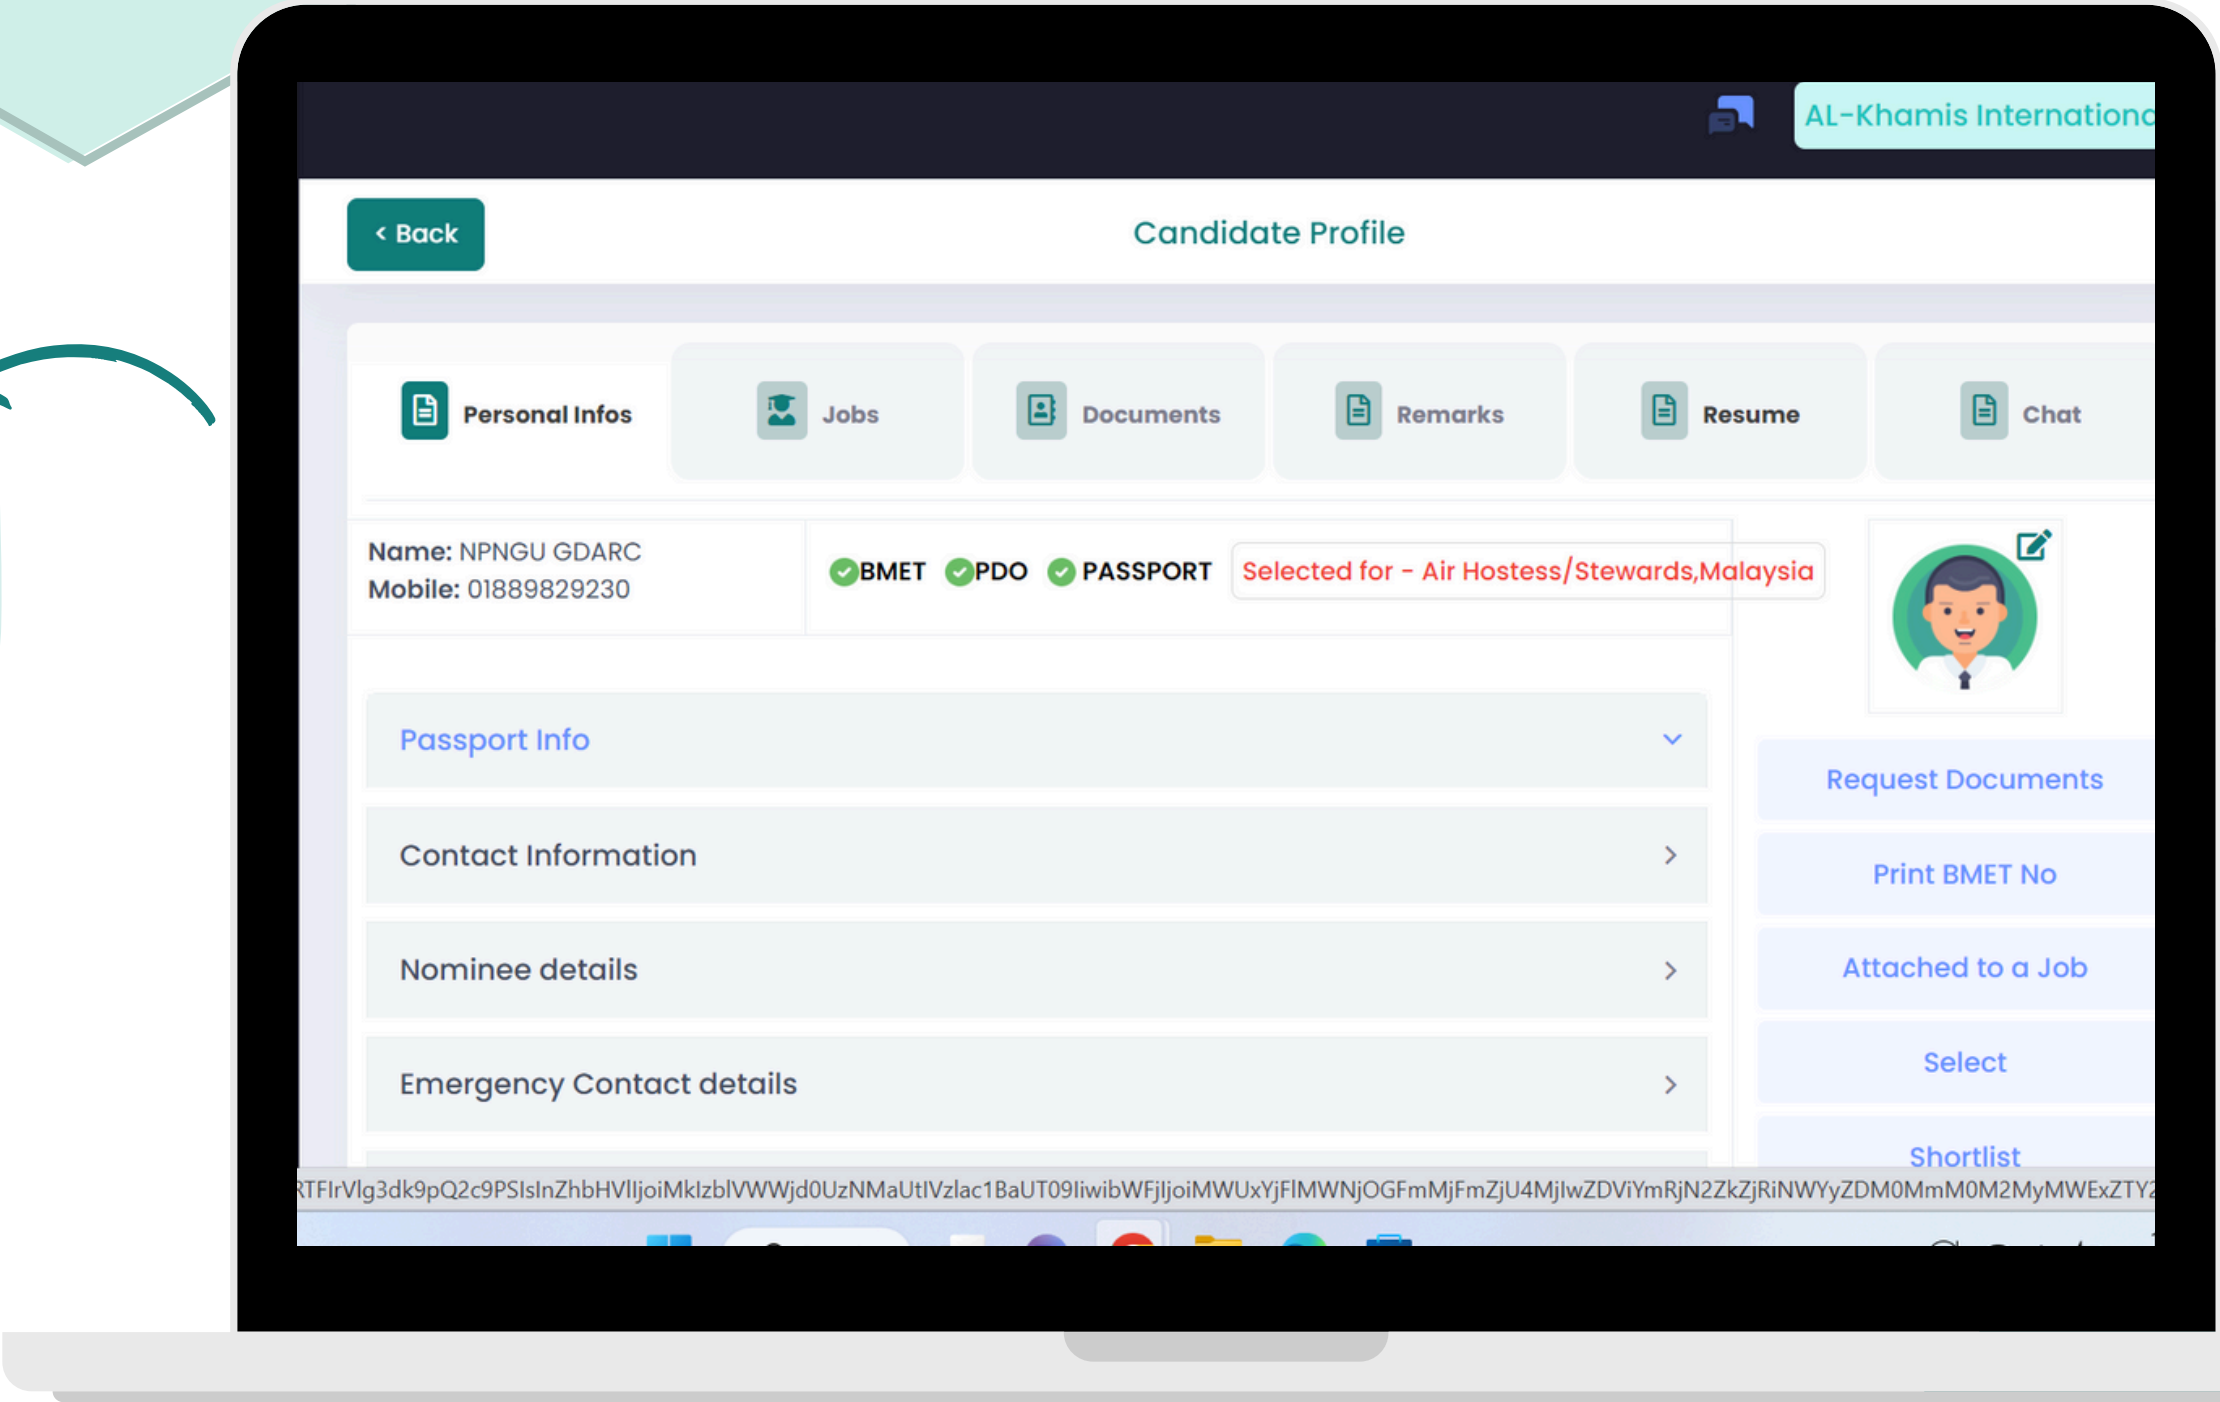 AL-Khamis Internationa
< Back
Candidate Profile
Personal Infos
Jobs
Documents
Remarks
Resume
Chat
Name: NPNGU GDARC
Mobile: 01889829230
BMET
PDO
PASSPORT
Selected for - Air Hostess/Stewards,Malaysia
Passport Info
Contact Information
Nominee details
Emergency Contact details
Request Documents
Print BMET No
Attached to a Job
Select
Shortlist